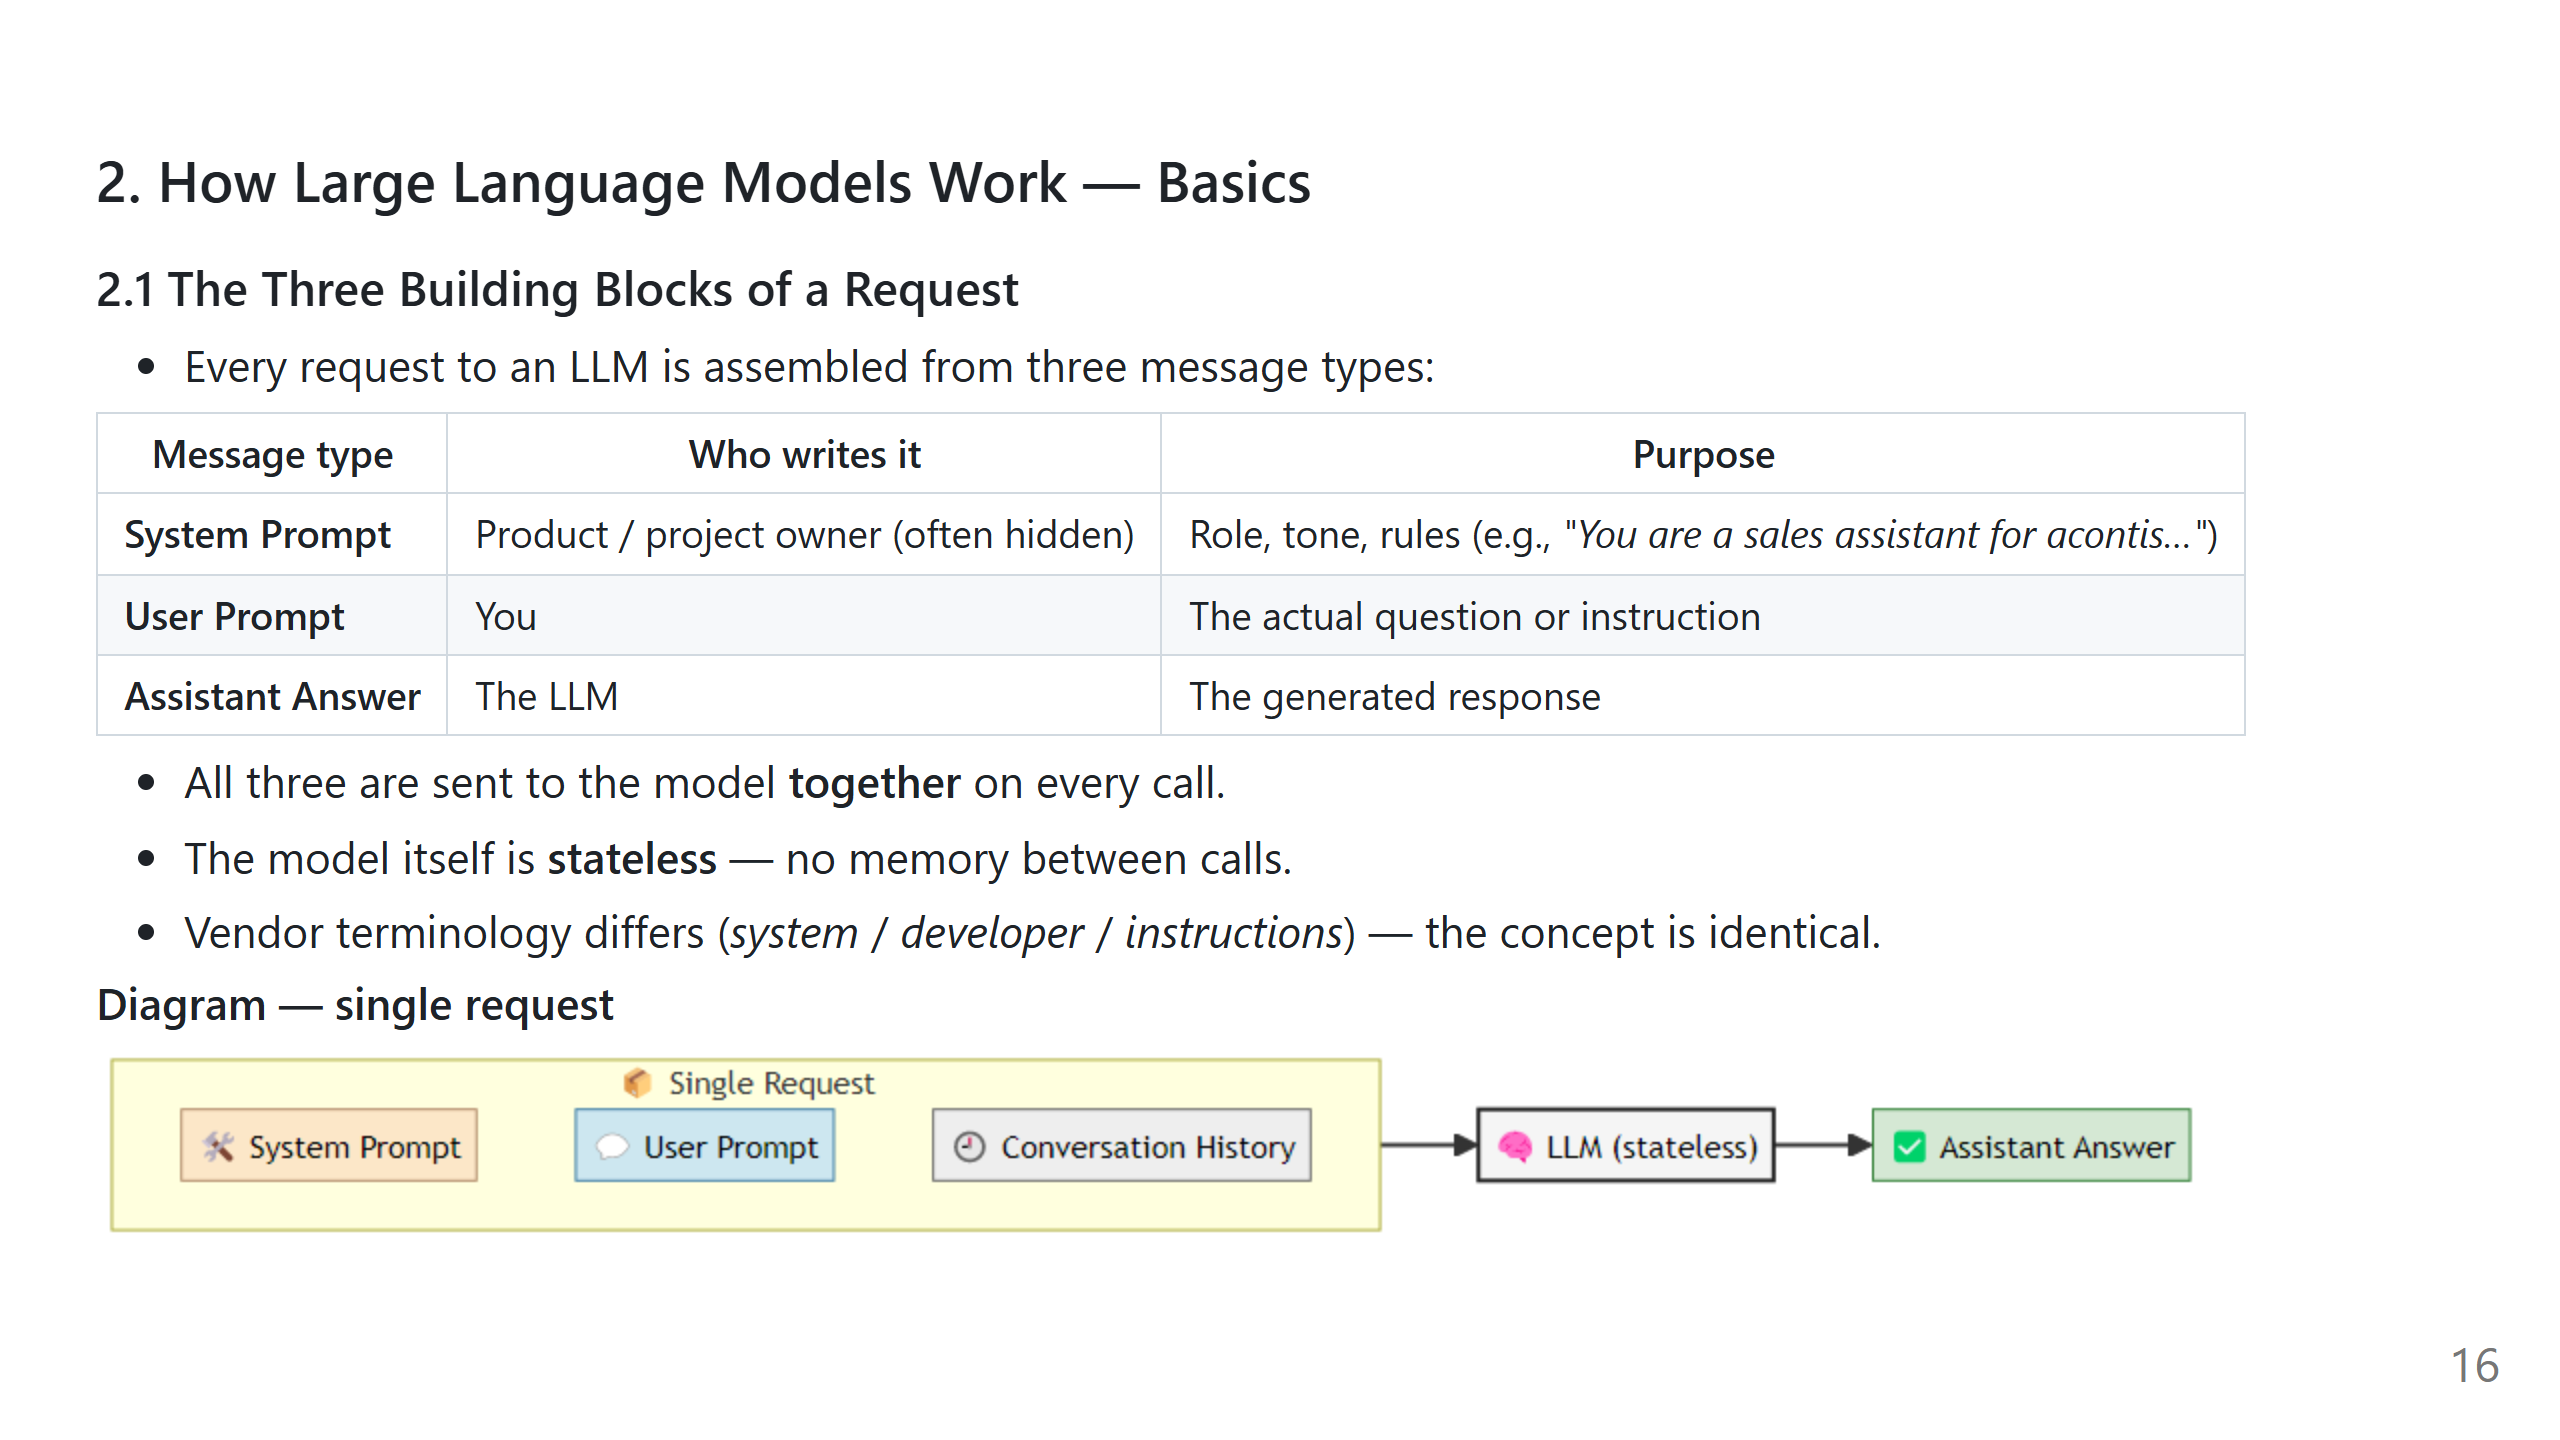 2. How Large Language Models Work — Basics
2.1 The Three Building Blocks of a Request
• Every request to an LLM is assembled from three message types:
Message type Who writes it Purpose
System Prompt Product / project owner (often hidden) Role, tone, rules (e.g., "You are a sales assistant for acontis...")
User Prompt You The actual question or instruction
Assistant Answer The LLM The generated response
• All three are sent to the model together on every call.
• The model itself is stateless — no memory between calls.
• Vendor terminology differs (system / developer / instructions) — the concept is identical.
Diagram — single request
📦 Single Request
🛠️ System Prompt 💬 User Prompt 🕘 Conversation History 🧠 LLM (stateless) ✅ Assistant Answer
16